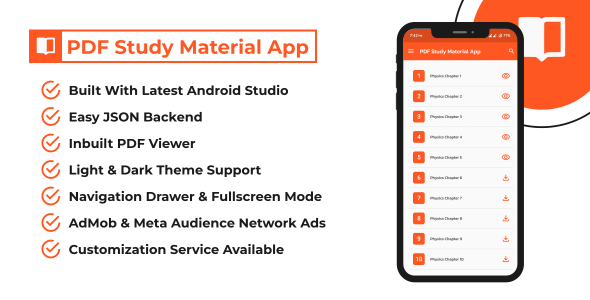 PDF Study Material App
Built With Latest Android Studio
Easy JSON Backend
Inbuilt PDF Viewer
Light & Dark Theme Support
Navigation Drawer & Fullscreen Mode
AdMob & Meta Audience Network Ads
Customization Service Available
PDF Study Material App
1 Physics Chapter 1
2 Physics Chapter 2
3 Physics Chapter 3
4 Physics Chapter 4
5 Physics Chapter 5
6 Physics Chapter 6
7 Physics Chapter 7
8 Physics Chapter 8
9 Physics Chapter 9
10 Physics Chapter 10